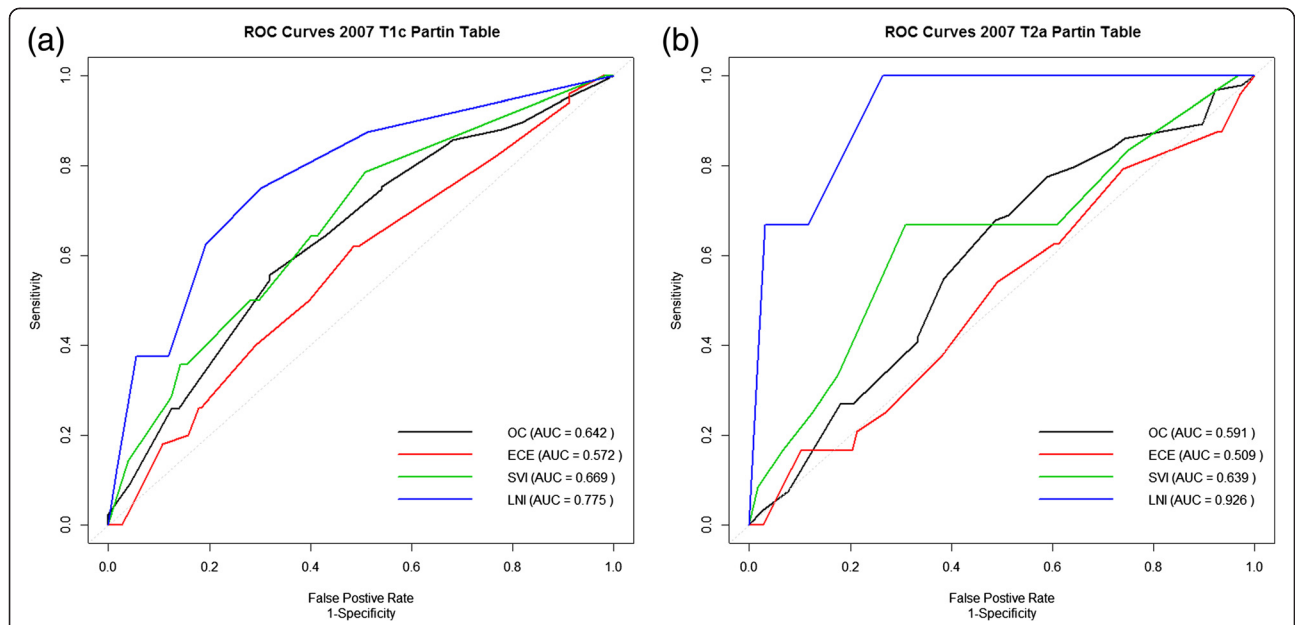 (a)
ROC Curves 2007 T1c Partin Table
1.0
0.8
0.6
0.4
0.2
0.0
Sensitivity
OC (AUC = 0.642 )
ECE (AUC = 0.572 )
SVI (AUC = 0.669 )
LNI (AUC = 0.775 )
0.0 0.2 0.4 0.6 0.8 1.0
False Postive Rate
1-Specificity
(b)
ROC Curves 2007 T2a Partin Table
1.0
0.8
0.6
0.4
0.2
0.0
Sensitivity
OC (AUC = 0.591 )
ECE (AUC = 0.509 )
SVI (AUC = 0.639 )
LNI (AUC = 0.926 )
0.0 0.2 0.4 0.6 0.8 1.0
False Postive Rate
1-Specificity